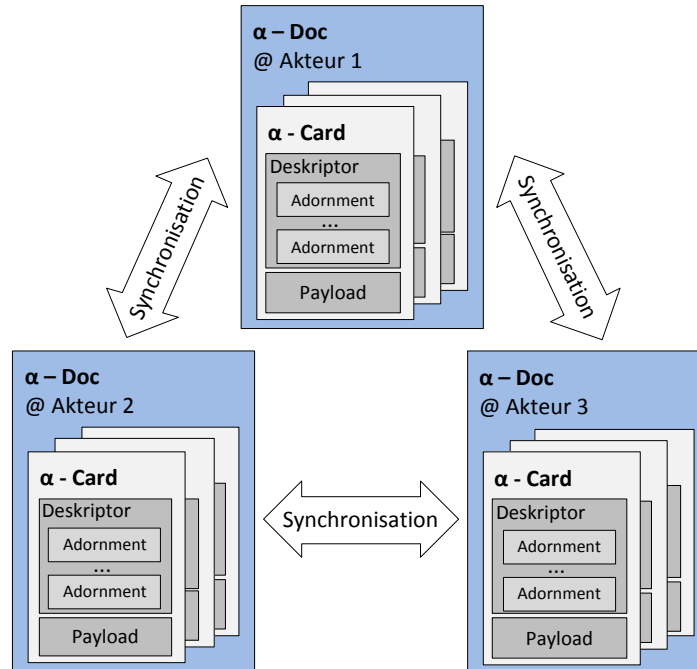 α – Doc
@ Akteur 1
α - Card
Deskriptor
Adornment
...
Adornment
Payload
Synchronisation
Synchronisation
α – Doc
@ Akteur 2
α - Card
Deskriptor
Adornment
...
Adornment
Payload
Synchronisation
α – Doc
@ Akteur 3
α - Card
Deskriptor
Adornment
...
Adornment
Payload